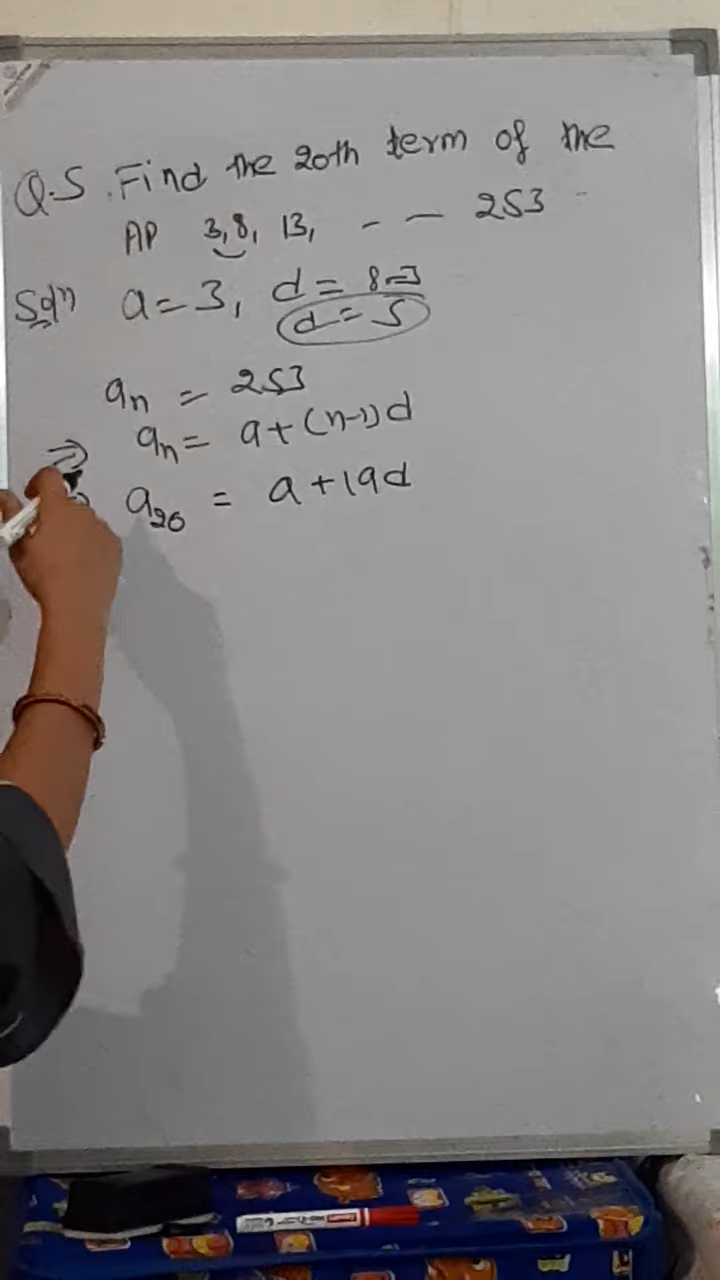 Q.5. Find the 20th term of the
AP 3,8, 13, - - 253
Soln a=3, d= 8-3
d= 5
an = 253
⇒ an= a+(n-1)d
a20 = a+19d